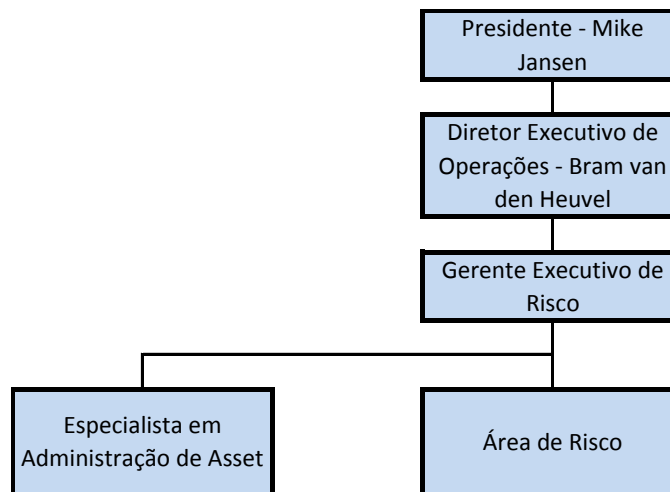 Presidente - Mike
Jansen
Diretor Executivo de
Operações - Bram van
den Heuvel
Gerente Executivo de
Risco
Especialista em
Administração de Asset
Área de Risco